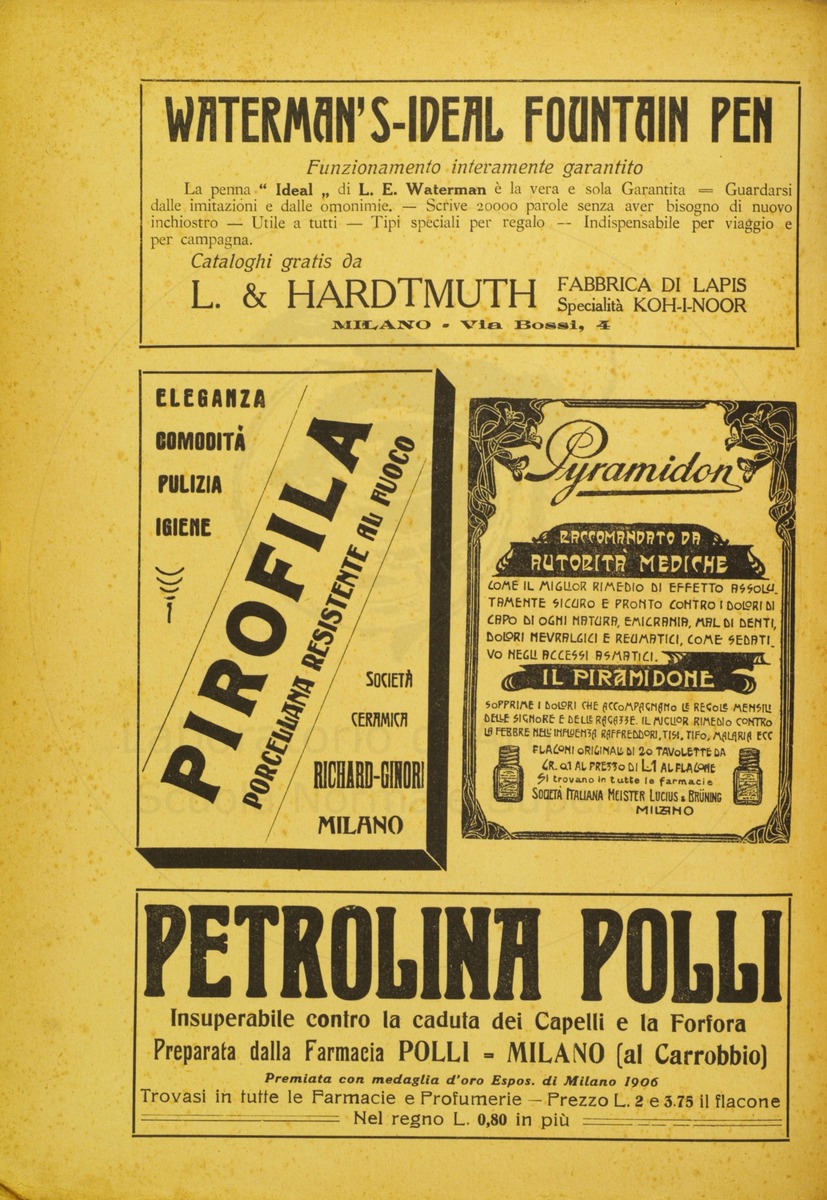 WATERMAN'S-IDEAL FOUNTAIN PEN
Funzionamento interamente garantito
La penna “ Ideal „ di L. E. Waterman è la vera e sola Garantita = Guardarsi
dalle imitazioni e dalle omonimie. — Scrive 20000 parole senza aver bisogno di nuovo
inchiostro — Utile a tutti — Tipi speciali per regalo — Indispensabile per viaggio e
per campagna.
Cataloghi gratis da
L. & HARDTMUTH FABBRICA DI LAPIS
Specialità KOH-I-NOOR
MILANO - Via Bossi, 4
ELEGANZA
COMODITÀ
PULIZIA
IGIENE
PIROFILA
PORCELLANA RESISTENTE AL FUOCO
SOCIETÀ
CERAMICA
RICHARD-GINORI
MILANO
Pyramidon
RACCOMANDATO DA
AUTORITÀ MEDICHE
COME IL MIGLIOR RIMEDIO DI EFFETTO ASSOLU-
TAMENTE SICURO E PRONTO CONTRO I DOLORI DI
CAPO DI OGNI NATURA, EMICRANIA, MAL DI DENTI,
DOLORI NEVRALGICI E REUMATICI, COME SEDATI-
VO NEGLI ACCESSI ASMATICI.
IL PIRAMIDONE
SOPPRIME I DOLORI CHE ACCOMPAGNANO LE REGOLE MENSILI
DELLE SIGNORE E DELLE RAGAZZE. IL MIGLIOR RIMEDIO CONTRO
LA FEBBRE NELL'INFLUENZA RAFFREDDORI, TISI, TIFO, MALARIA ECC
FLACONI ORIGINALI DI 20 TAVOLETTE DA
GR. 0.1 AL PREZZO DI L.1 AL FLACONE
Si trovano in tutte le farmacie
SOCIETÀ ITALIANA MEISTER LUCIUS & BRÜNING
MILANO
PETROLINA POLLI
Insuperabile contro la caduta dei Capelli e la Forfora
Preparata dalla Farmacia POLLI = MILANO (al Carrobbio)
Premiata con medaglia d'oro Espos. di Milano 1906
Trovasi in tutte le Farmacie e Profumerie — Prezzo L. 2 e 3.75 il flacone
Nel regno L. 0,80 in più